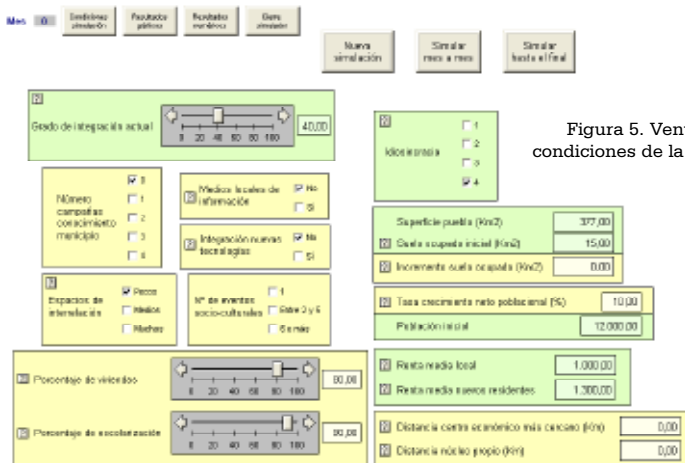 Mes 0
Condiciones simulación
Resultados gráficos
Resultados numéricos
Cierre simulador
Nueva simulación
Simular mes a mes
Simular hasta el final
Grado de integración actual
0 20 40 60 80 100
40,00
Idiosincrasia
1
2
3
4
Figura 5. Vent
condiciones de la
Número campañas conocimiento municipio
0
1
2
3
4
Medios locales de información
No
Sí
Integración nuevas tecnologías
No
Sí
Superficie pueblo (Km2)
377,00
Suelo ocupado inicial (Km2)
15,00
Incremento suelo ocupado (Km2)
0,00
Espacios de interrelación
Pocos
Medios
Muchos
Nº de eventos socio-culturales
1
Entre 2 y 5
5 o más
Tasa crecimiento neto poblacional (%)
10,00
Población inicial
12.000,00
Porcentaje de viviendas
0 20 40 60 80 100
80,00
Renta media local
1.000,00
Renta media nuevos residentes
1.300,00
Porcentaje de escolarización
0 20 40 60 80 100
90,00
Distancia centro económico más cercano (Km)
0,00
Distancia núcleo propio (Km)
0,00